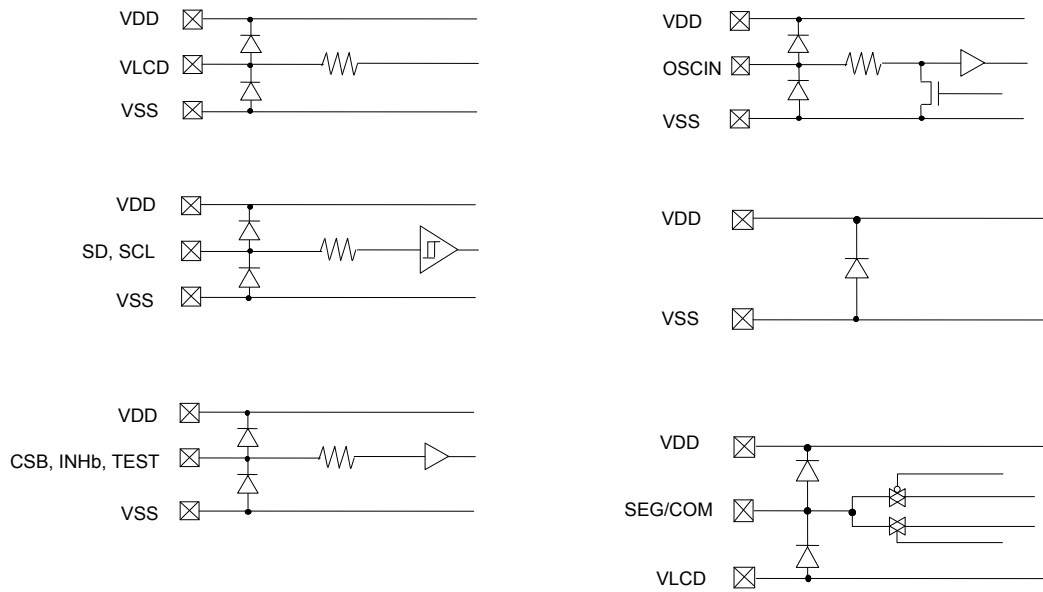 VDD
VLCD
VSS
VDD
OSCIN
VSS
VDD
SD, SCL
VSS
VDD
VSS
VDD
CSB, INHb, TEST
VSS
VDD
SEG/COM
VLCD